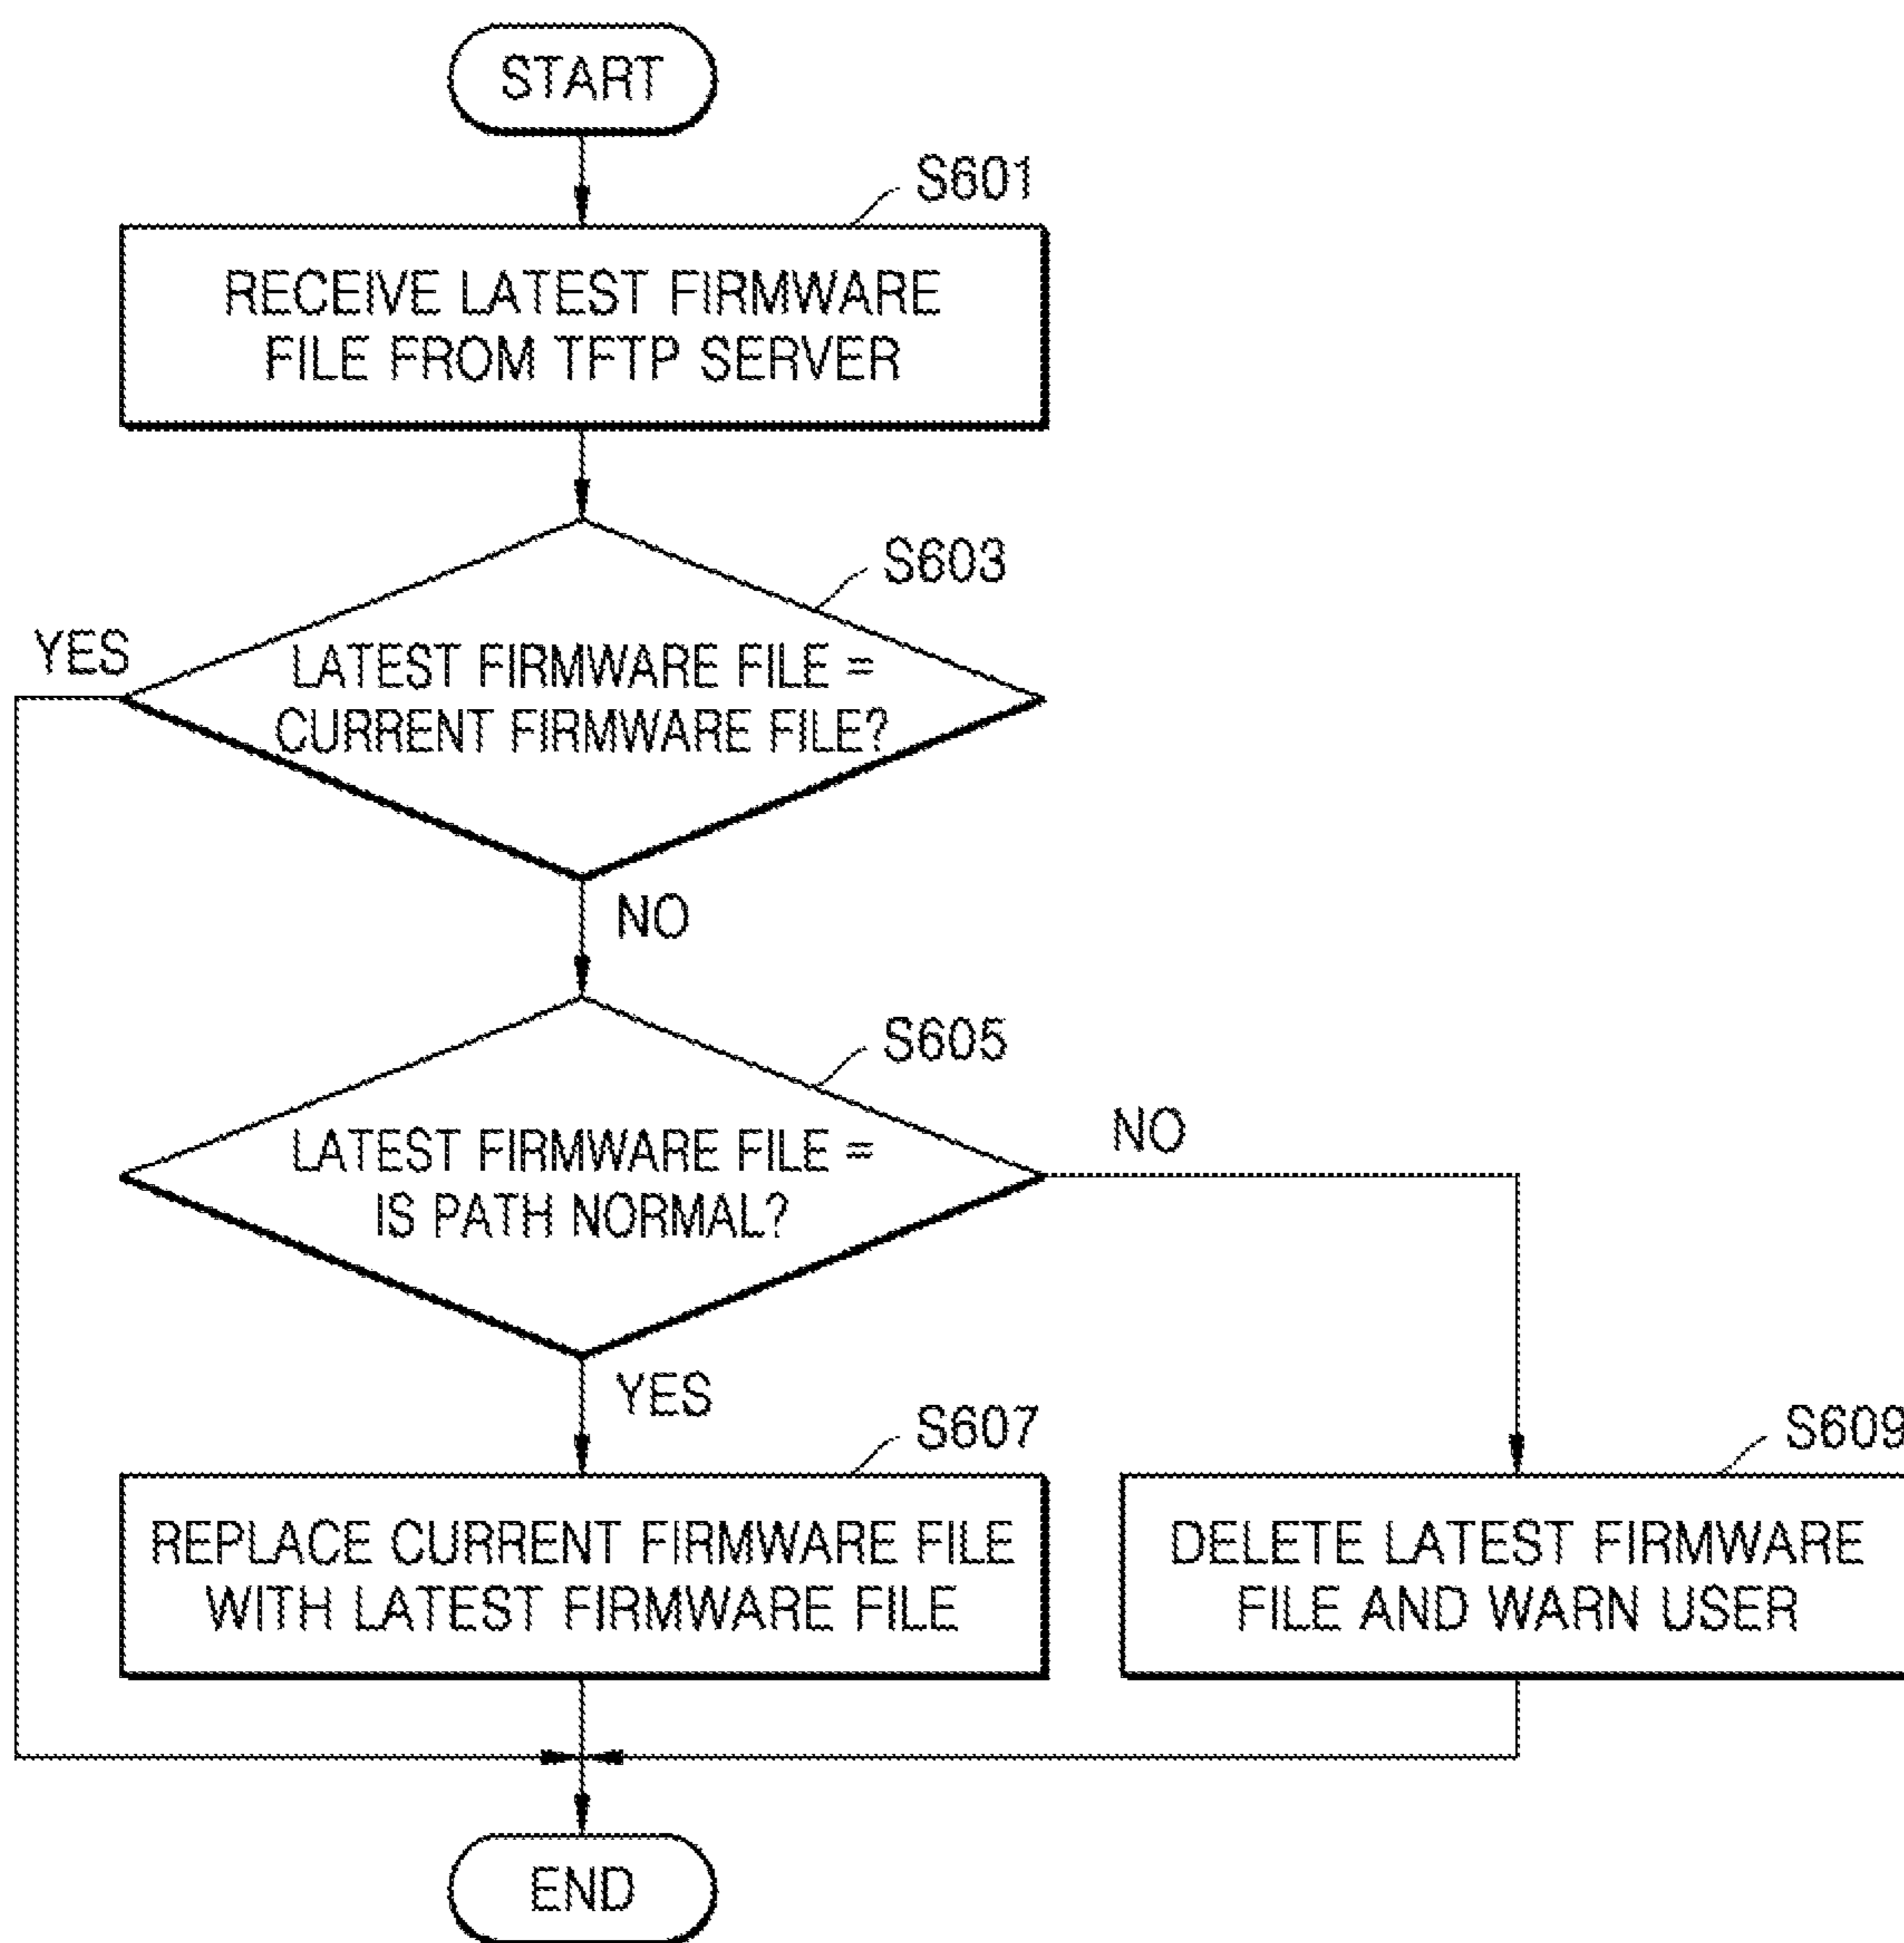 START
S601
RECEIVE LATEST FIRMWARE
FILE FROM TFTP SERVER
S603
YES
LATEST FIRMWARE FILE =
CURRENT FIRMWARE FILE?
NO
S605
LATEST FIRMWARE FILE =
IS PATH NORMAL?
NO
YES
S607
REPLACE CURRENT FIRMWARE FILE
WITH LATEST FIRMWARE FILE
S609
DELETE LATEST FIRMWARE
FILE AND WARN USER
END